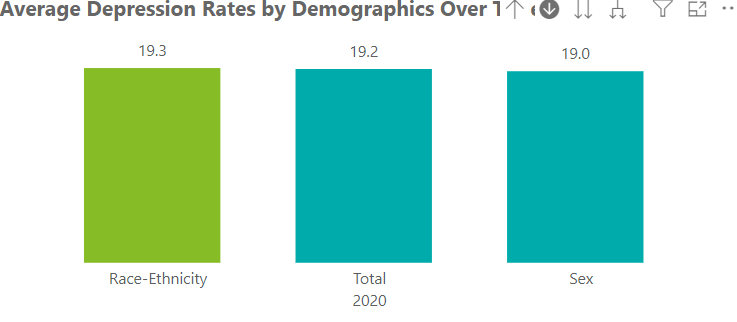 Average Depression Rates by Demographics Over
19.3
19.2
19.0
Race-Ethnicity
Total
Sex
2020